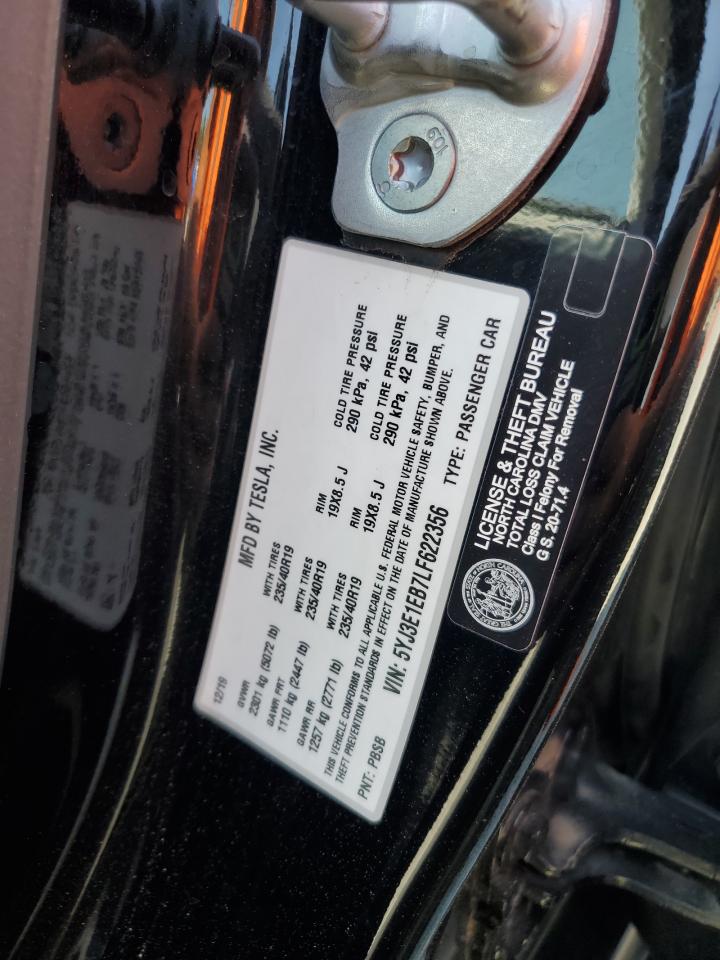 109
MFD BY TESLA, INC.
12/19
GVWR
2301 kg (5072 lb)
WITH TIRES
235/40R19
RIM
19X8.5 J
COLD TIRE PRESSURE
290 kPa, 42 psi
GAWR FRT
1110 kg (2447 lb)
WITH TIRES
235/40R19
RIM
19X8.5 J
COLD TIRE PRESSURE
290 kPa, 42 psi
GAWR RR
1257 kg (2771 lb)
WITH TIRES
235/40R19
THIS VEHICLE CONFORMS TO ALL APPLICABLE U.S. FEDERAL MOTOR VEHICLE SAFETY, BUMPER, AND
THEFT PREVENTION STANDARDS IN EFFECT ON THE DATE OF MANUFACTURE SHOWN ABOVE.
VIN: 5YJ3E1EB7LF622356 TYPE: PASSENGER CAR
PNT: PBSB
LICENSE & THEFT BUREAU
NORTH CAROLINA DMV
TOTAL LOSS CLAIM VEHICLE
Class I Felony For Removal
G S. 20-71.4